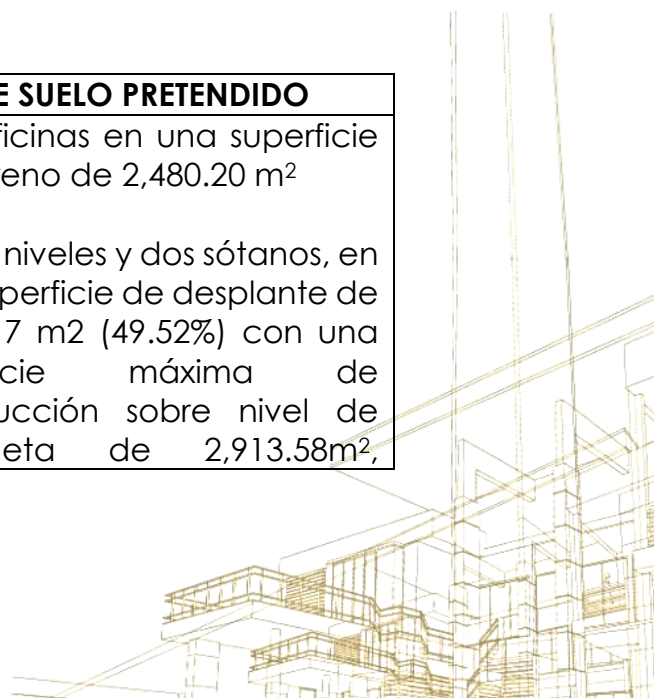 E SUELO PRETENDIDO
ficinas en una superficie
reno de 2,480.20 m²
niveles y dos sótanos, en
perficie de desplante de
7 m2 (49.52%) con una
cie máxima de
ucción sobre nivel de
eta de 2,913.58m²,